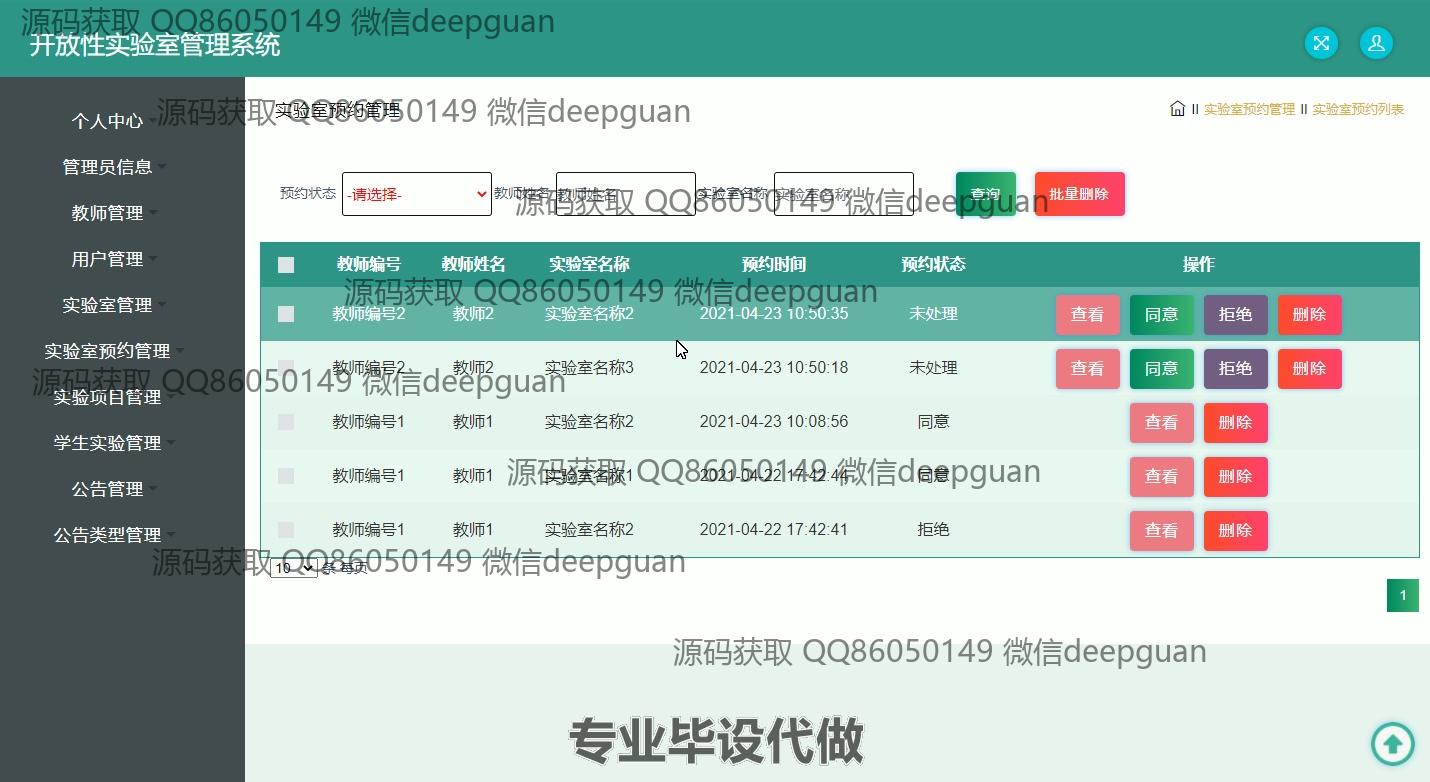 源码获取 QQ86050149 微信deepguan
开放性实验室管理系统
个人中心
管理员信息
教师管理
用户管理
实验室管理
实验室预约管理
实验项目管理
学生实验管理
公告管理
公告类型管理
源码获取 QQ86050149 微信deepguan
实验室预约管理
实验室预约管理 实验室预约列表
预约状态 -请选择- 教师姓名 教师姓名 实验室名称 实验室名称 查询 批量删除
源码获取 QQ86050149 微信deepguan
教师编号 教师姓名 实验室名称 预约时间 预约状态 操作
源码获取 QQ86050149 微信deepguan
教师编号2 教师2 实验室名称2 2021-04-23 10:50:35 未处理 查看 同意 拒绝 删除
教师编号2 教师2 实验室名称3 2021-04-23 10:50:18 未处理 查看 同意 拒绝 删除
源码获取 QQ86050149 微信deepguan
教师编号1 教师1 实验室名称2 2021-04-23 10:08:56 同意 查看 删除
教师编号1 教师1 实验室名称1 2021-04-22 17:42:44 同意 查看 删除
源码获取 QQ86050149 微信deepguan
教师编号1 教师1 实验室名称2 2021-04-22 17:42:41 拒绝 查看 删除
源码获取 QQ86050149 微信deepguan
10 条 每页
1
源码获取 QQ86050149 微信deepguan
专业毕设代做